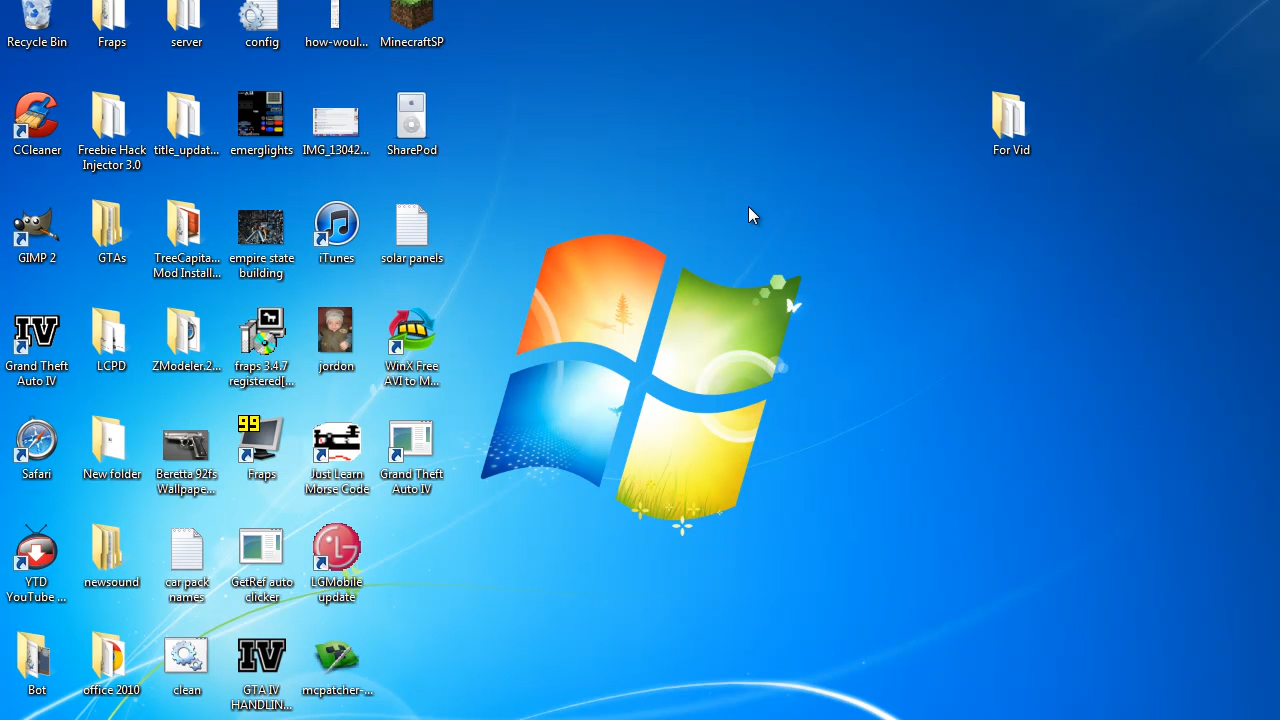 Recycle Bin
Fraps
server
config
how-woul...
MinecraftSP
CCleaner
Freebie Hack
Injector 3.0
title_updat...
emerglights
IMG_13042...
SharePod
For Vid
GIMP 2
GTAs
TreeCapita...
Mod Install...
empire state
building
iTunes
solar panels
IV
Grand Theft
Auto IV
LCPD
ZModeler.2...
fraps 3.4.7
registered[...
jordon
WinX Free
AVI to M...
Safari
New folder
Beretta 92fs
Wallpape...
99
Fraps
Just Learn
Morse Code
Grand Theft
Auto IV
YTD
YouTube ...
newsound
car pack
names
GetRef auto
clicker
LG
LGMobile
update
Bot
office 2010
clean
IV
GTA IV
HANDLIN...
mcpatcher-...